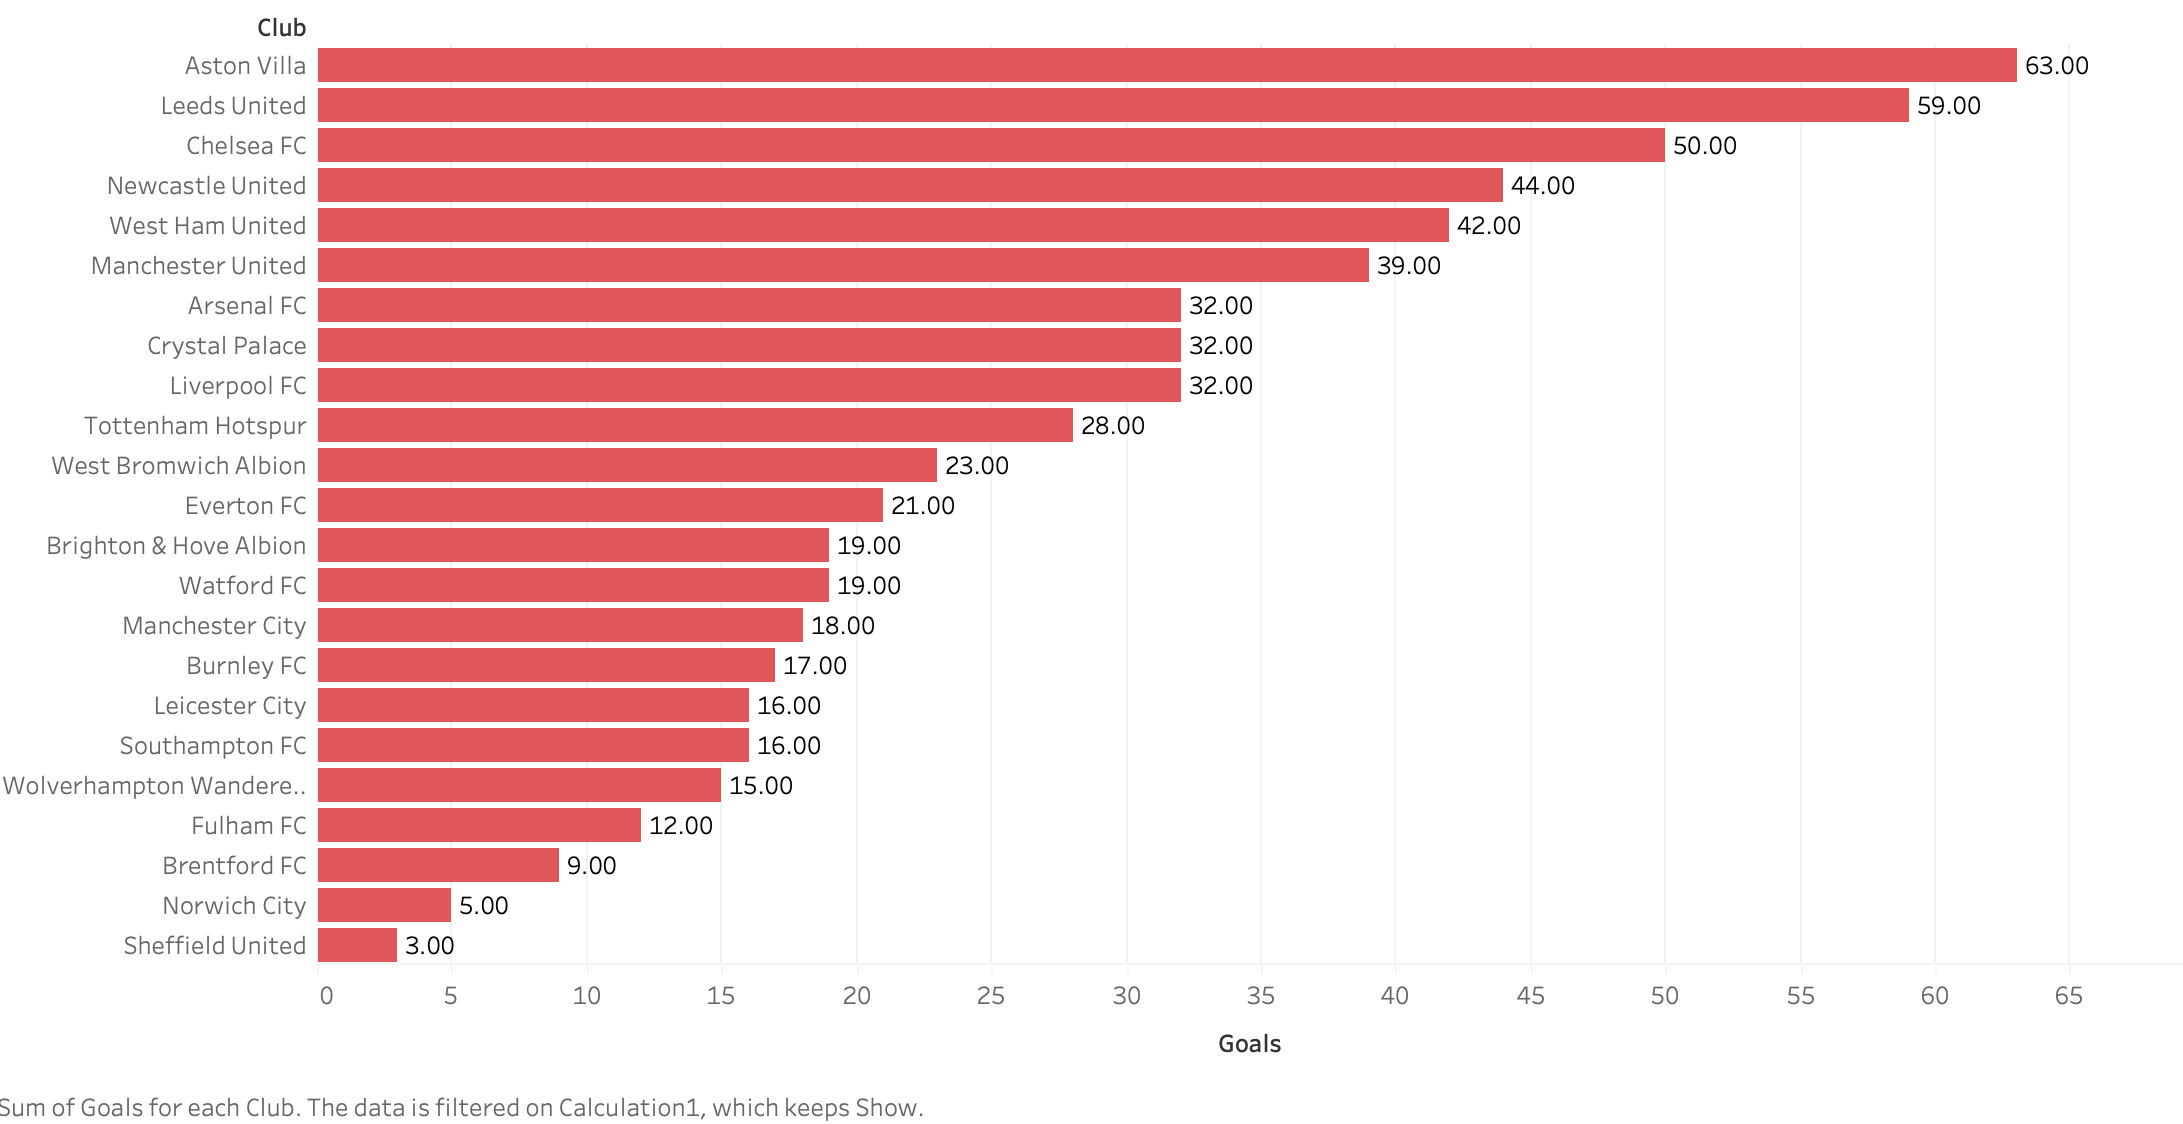 Club
Aston Villa 63.00
Leeds United 59.00
Chelsea FC 50.00
Newcastle United 44.00
West Ham United 42.00
Manchester United 39.00
Arsenal FC 32.00
Crystal Palace 32.00
Liverpool FC 32.00
Tottenham Hotspur 28.00
West Bromwich Albion 23.00
Everton FC 21.00
Brighton & Hove Albion 19.00
Watford FC 19.00
Manchester City 18.00
Burnley FC 17.00
Leicester City 16.00
Southampton FC 16.00
Wolverhampton Wandere.. 15.00
Fulham FC 12.00
Brentford FC 9.00
Norwich City 5.00
Sheffield United 3.00
0 5 10 15 20 25 30 35 40 45 50 55 60 65
Goals
Sum of Goals for each Club. The data is filtered on Calculation1, which keeps Show.